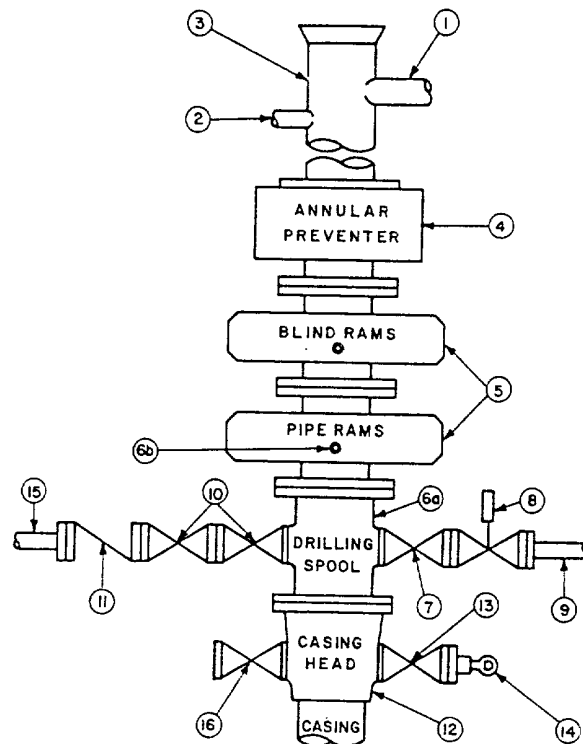 1
3
2
ANNULAR
PREVENTER
4
BLIND RAMS
5
PIPE RAMS
6b
6a
8
15
10
DRILLING
SPOOL
11
7
9
13
CASING
HEAD
16
12
14
CASING